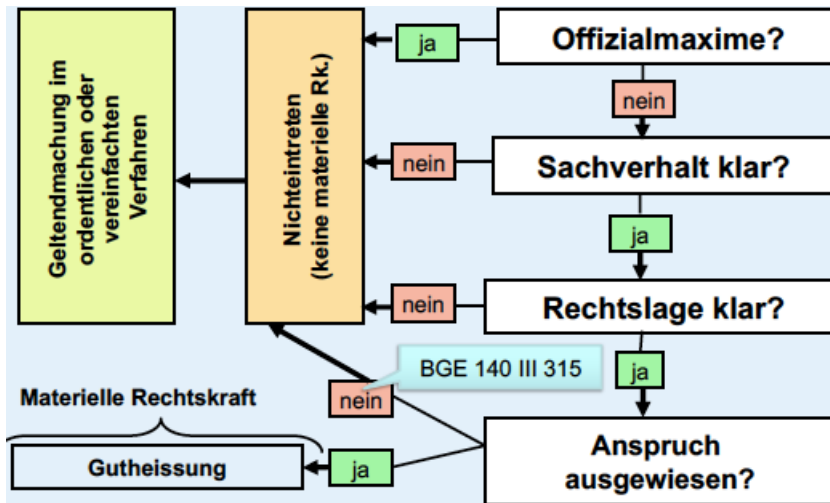 Geltendmachung im
ordentlichen oder
vereinfachten
Verfahren
Nichteintreten
(keine materielle Rk.)
ja
Offizialmaxime?
nein
nein
Sachverhalt klar?
ja
nein
Rechtslage klar?
BGE 140 III 315
ja
nein
Materielle Rechtskraft
Gutheissung
ja
Anspruch
ausgewiesen?